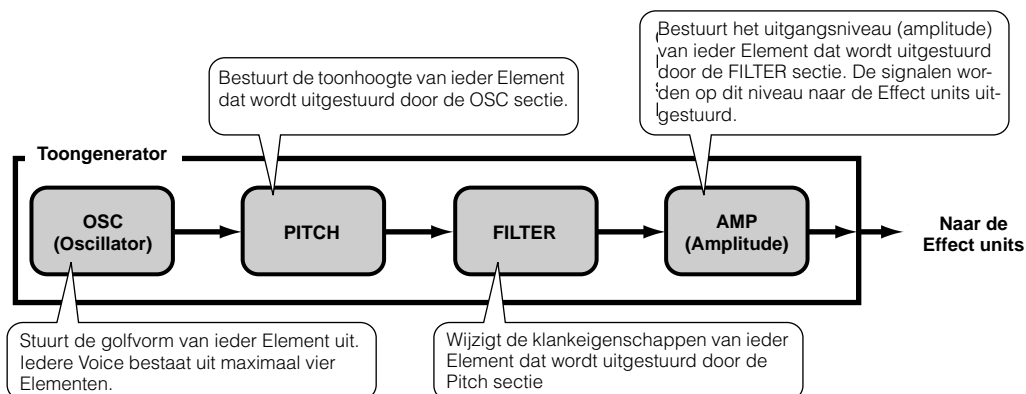 Bestuurt de toonhoogte van ieder Element
dat wordt uitgestuurd door de OSC sectie.
Bestuurt het uitgangsniveau (amplitude)
van ieder Element dat wordt uitgestuurd
door de FILTER sectie. De signalen wor-
den op dit niveau naar de Effect units uit-
gestuurd.
Toongenerator
OSC
(Oscillator)
PITCH
FILTER
AMP
(Amplitude)
Naar de
Effect units
Stuurt de golfvorm van ieder Element uit.
Iedere Voice bestaat uit maximaal vier
Elementen.
Wijzigt de klankeigenschappen van ieder
Element dat wordt uitgestuurd door de
Pitch sectie